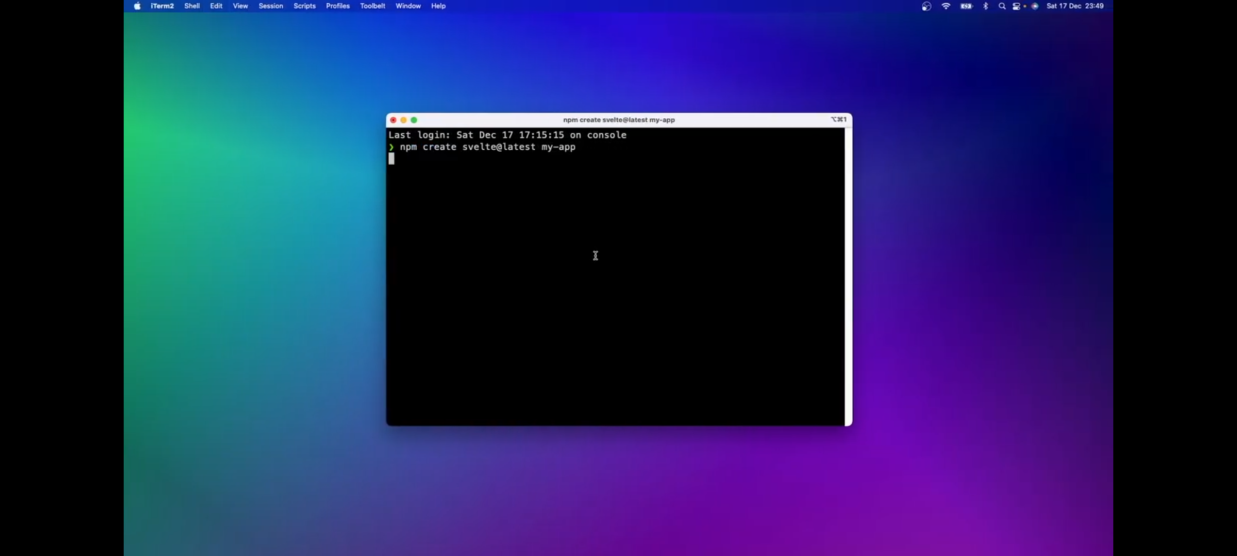 iTerm2 Shell Edit View Session Scripts Profiles Toolbelt Window Help Sat 17 Dec 23:49
npm create svelte@latest my-app ⌥⌘1
Last login: Sat Dec 17 17:15:15 on console
❯ npm create svelte@latest my-app